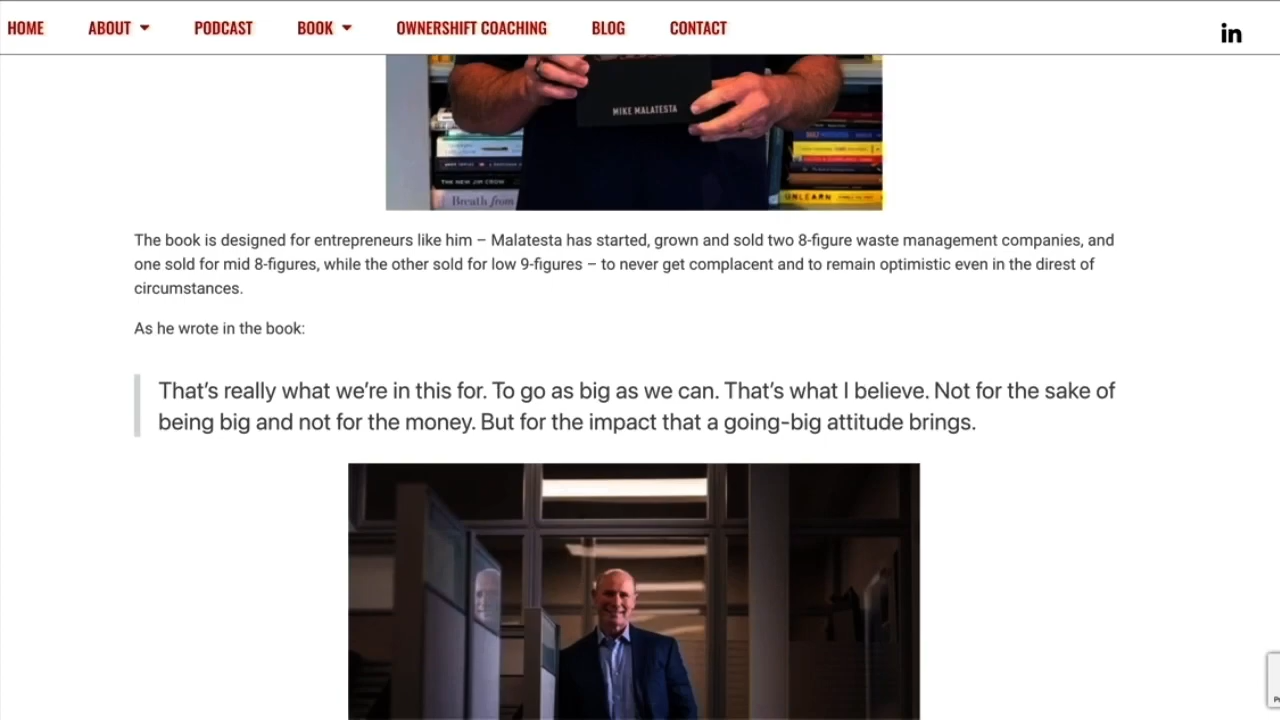 HOME ABOUT PODCAST BOOK OWNERSHIFT COACHING BLOG CONTACT
in
MIKE MALATESTA
THE NEW JIM CROW
Breath from
UNLEARN
The book is designed for entrepreneurs like him – Malatesta has started, grown and sold two 8-figure waste management companies, and
one sold for mid 8-figures, while the other sold for low 9-figures – to never get complacent and to remain optimistic even in the direst of
circumstances.
As he wrote in the book:
That’s really what we’re in this for. To go as big as we can. That’s what I believe. Not for the sake of
being big and not for the money. But for the impact that a going-big attitude brings.